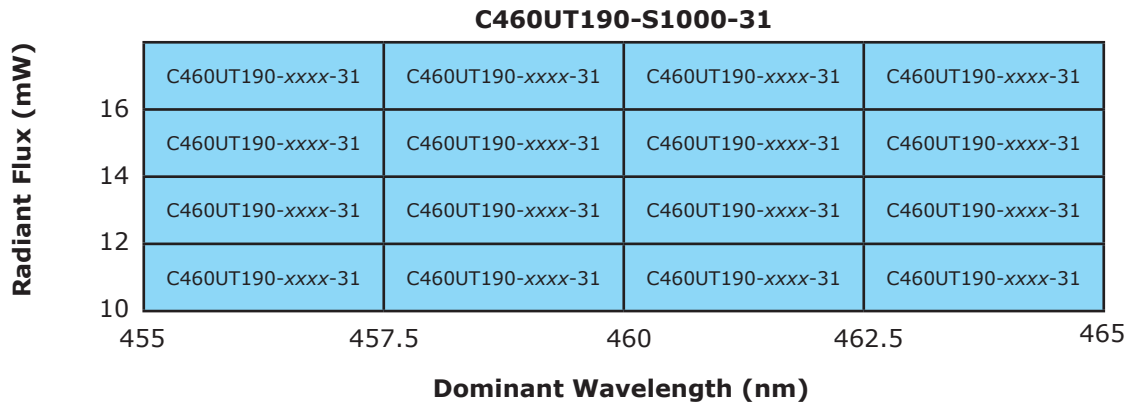 C460UT190-S1000-31
Radiant Flux (mW)
C460UT190-xxxx-31 C460UT190-xxxx-31 C460UT190-xxxx-31 C460UT190-xxxx-31
16
C460UT190-xxxx-31 C460UT190-xxxx-31 C460UT190-xxxx-31 C460UT190-xxxx-31
14
C460UT190-xxxx-31 C460UT190-xxxx-31 C460UT190-xxxx-31 C460UT190-xxxx-31
12
C460UT190-xxxx-31 C460UT190-xxxx-31 C460UT190-xxxx-31 C460UT190-xxxx-31
10
455 457.5 460 462.5 465
Dominant Wavelength (nm)